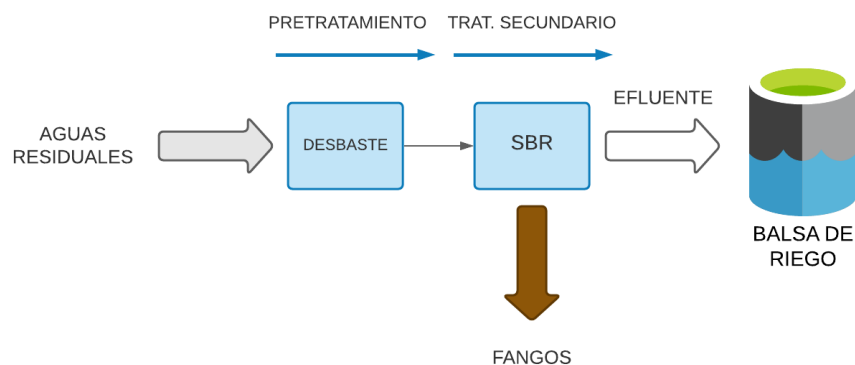 PRETRATAMIENTO
TRAT. SECUNDARIO
AGUAS
RESIDUALES
DESBASTE
SBR
EFLUENTE
BALSA DE
RIEGO
FANGOS